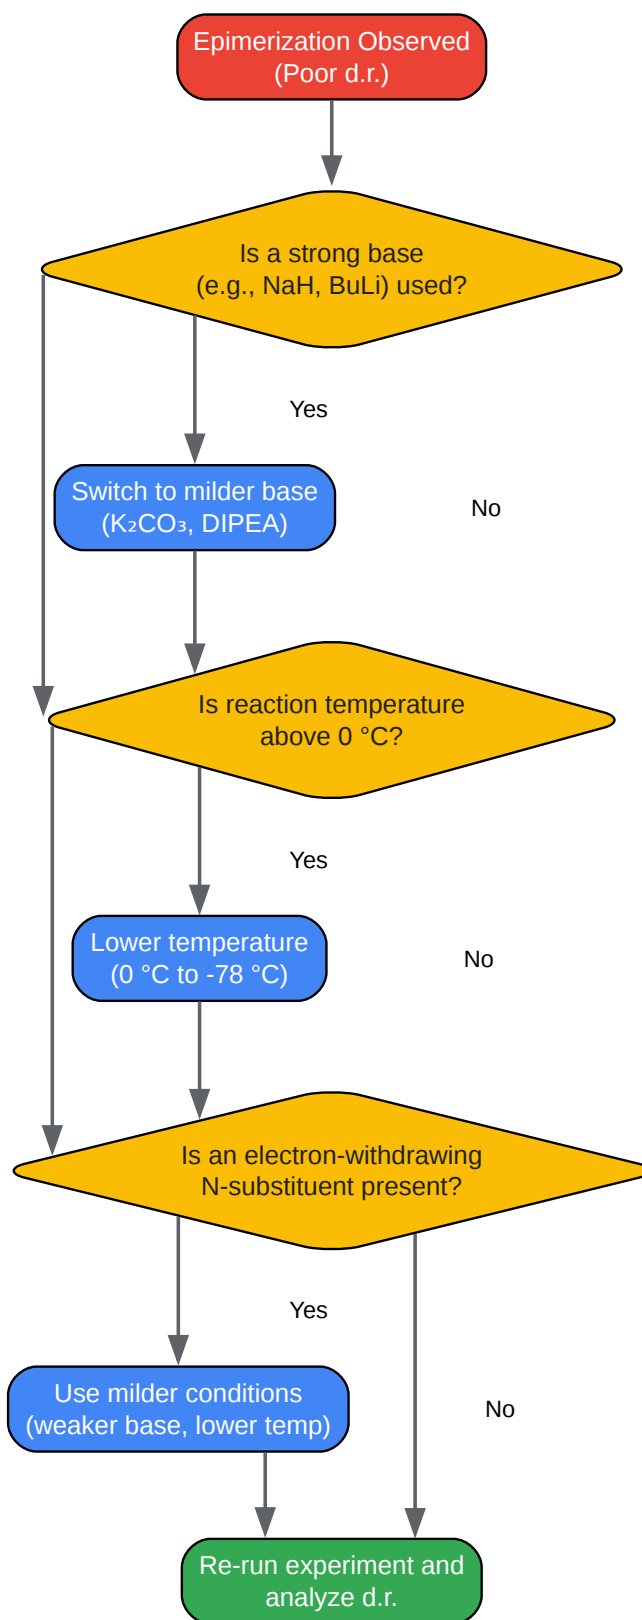 Epimerization Observed
(Poor d.r.)
Is a strong base
(e.g., NaH, BuLi) used?
Yes
Switch to milder base
(K₂CO₃, DIPEA)
No
Is reaction temperature
above 0 °C?
Yes
Lower temperature
(0 °C to -78 °C)
No
Is an electron-withdrawing
N-substituent present?
Yes
Use milder conditions
(weaker base, lower temp)
No
Re-run experiment and
analyze d.r.